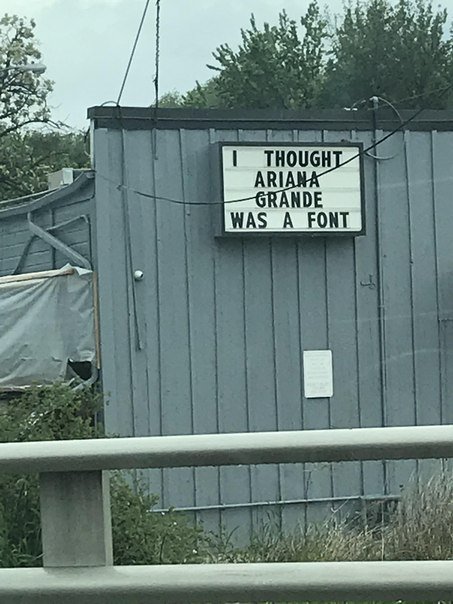 I THOUGHT
ARIANA
GRANDE
WAS A FONT